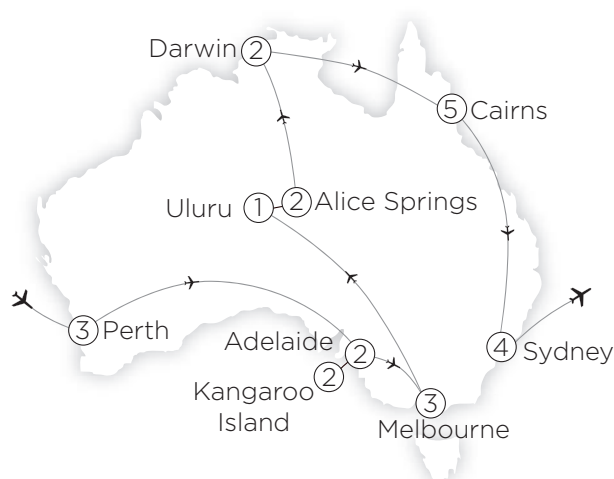 Darwin 2
5 Cairns
Uluru 1
2 Alice Springs
3 Perth
Adelaide 2
4 Sydney
Kangaroo 2
Island
3
Melbourne